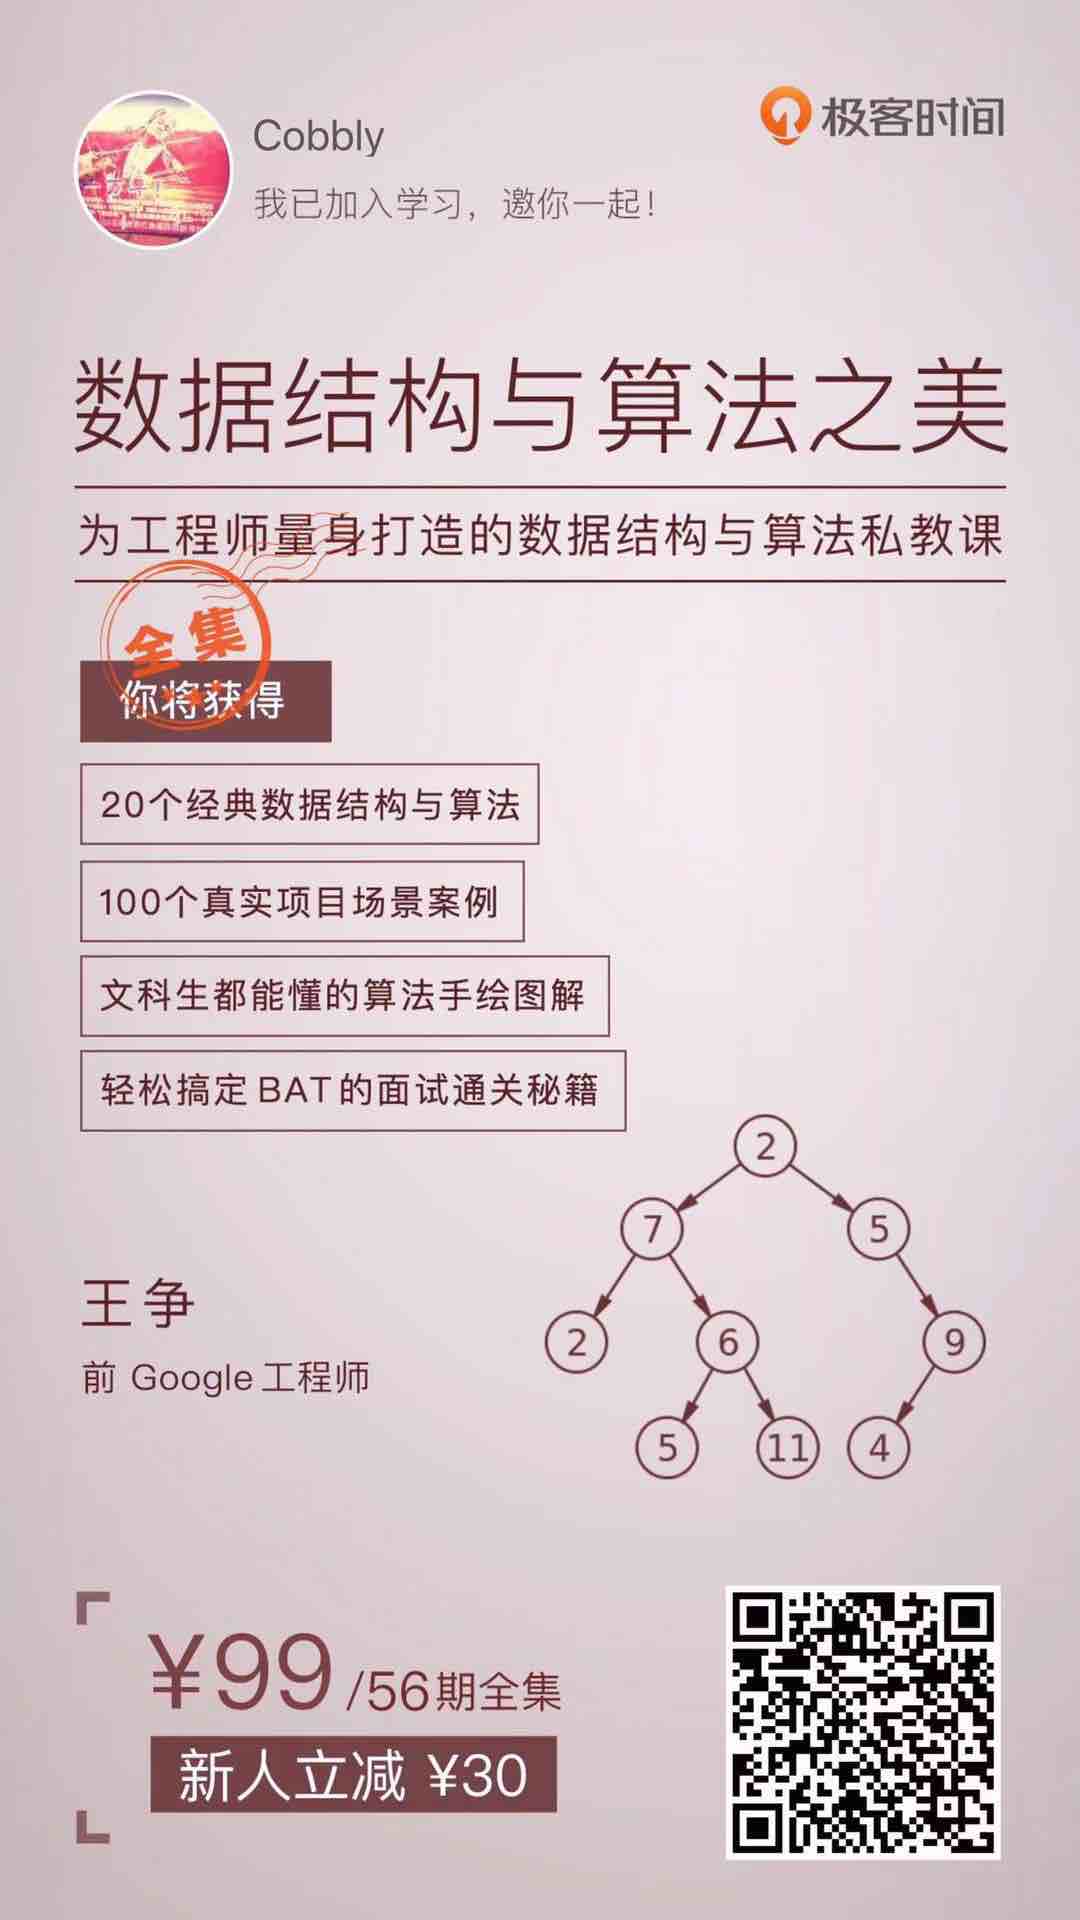 Cobbly
极客时间
我已加入学习，邀你一起！
数据结构与算法之美
为工程师量身打造的数据结构与算法私教课
全集
你将获得
20个经典数据结构与算法
100个真实项目场景案例
文科生都能懂的算法手绘图解
轻松搞定BAT的面试通关秘籍
2
7
5
2
6
9
5
11
4
王争
前 Google 工程师
¥99/56期全集
新人立减 ¥30